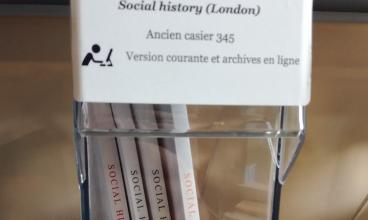 Social history (London)
Ancien casier 345
Version courante et archives en ligne
SOCIAL HI
SOCIAL H
SOCIAL H
SOCIAL